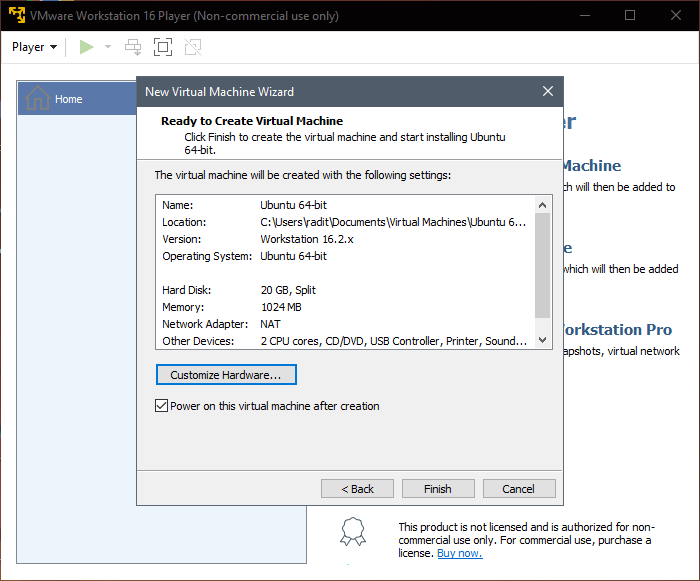 VMware Workstation 16 Player (Non-commercial use only)
Player
Home
er
New Virtual Machine Wizard
Ready to Create Virtual Machine
Click Finish to create the virtual machine and start installing Ubuntu
64-bit.
The virtual machine will be created with the following settings:
Name: Ubuntu 64-bit
Location: C:\Users\radit\Documents\Virtual Machines\Ubuntu 6...
Version: Workstation 16.2.x
Operating System: Ubuntu 64-bit
Hard Disk: 20 GB, Split
Memory: 1024 MB
Network Adapter: NAT
Other Devices: 2 CPU cores, CD/DVD, USB Controller, Printer, Sound...
Customize Hardware...
Power on this virtual machine after creation
< Back
Finish
Cancel
Machine
ch will then be added to
e
which will then be added
orkstation Pro
apshots, virtual network
This product is not licensed and is authorized for non-
commercial use only. For commercial use, purchase a
license. Buy now.